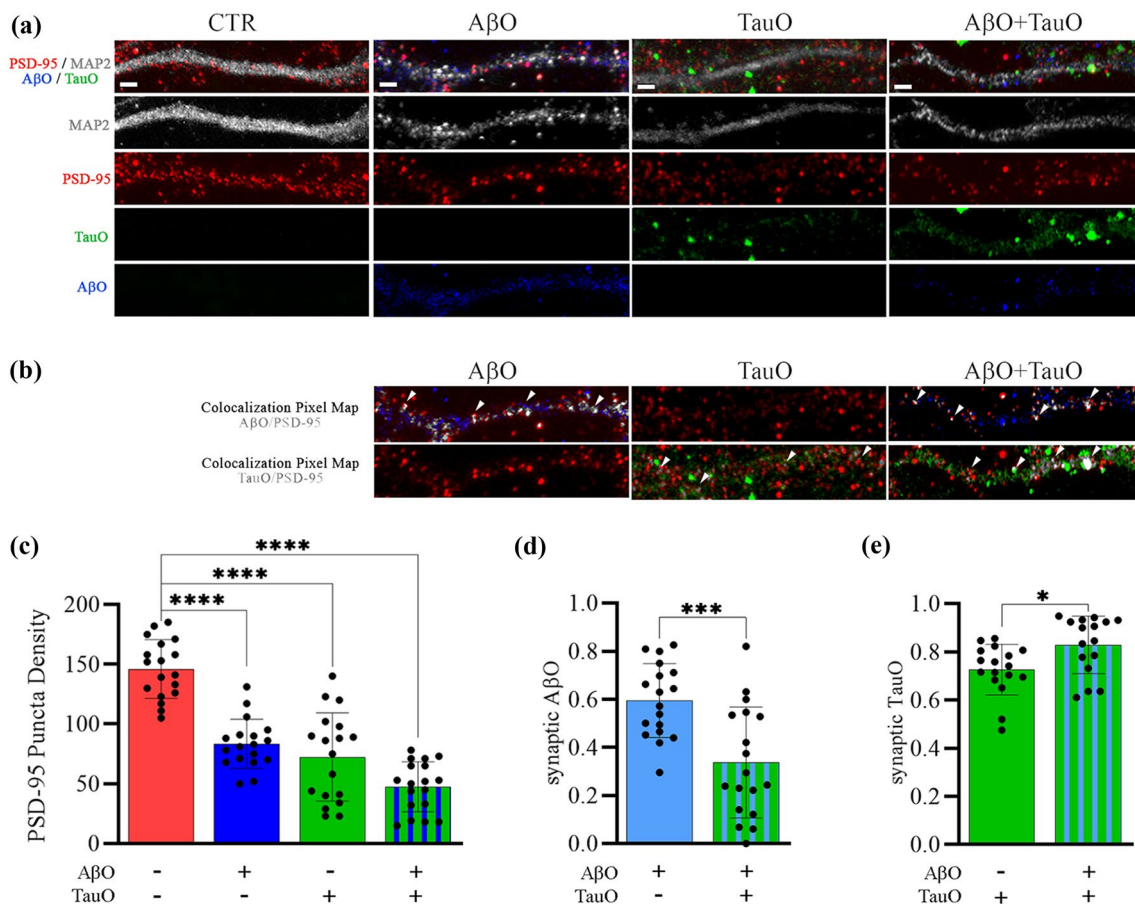 (a)
CTR AβO TauO AβO+TauO
PSD-95 / MAP2
AβO / TauO
MAP2
PSD-95
TauO
AβO
(b)
AβO TauO AβO+TauO
Colocalization Pixel Map
AβO/PSD-95
Colocalization Pixel Map
TauO/PSD-95
(c)
****
****
****
PSD-95 Puncta Density
200
150
100
50
0
AβO - + - +
TauO - - + +
(d)
***
synaptic AβO
1.0
0.8
0.6
0.4
0.2
0.0
AβO + +
TauO - +
(e)
*
synaptic TauO
1.0
0.8
0.6
0.4
0.2
0.0
AβO - +
TauO + +